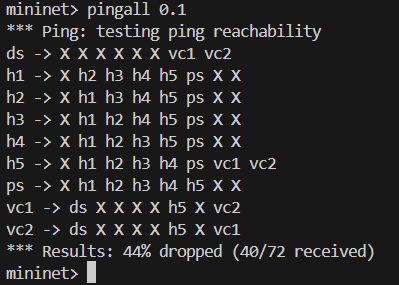 mininet> pingall 0.1
*** Ping: testing ping reachability
ds -> X X X X X X vc1 vc2
h1 -> X h2 h3 h4 h5 ps X X
h2 -> X h1 h3 h4 h5 ps X X
h3 -> X h1 h2 h4 h5 ps X X
h4 -> X h1 h2 h3 h5 ps X X
h5 -> X h1 h2 h3 h4 ps vc1 vc2
ps -> X h1 h2 h3 h4 h5 X X
vc1 -> ds X X X X h5 X vc2
vc2 -> ds X X X X h5 X vc1
*** Results: 44% dropped (40/72 received)
mininet>